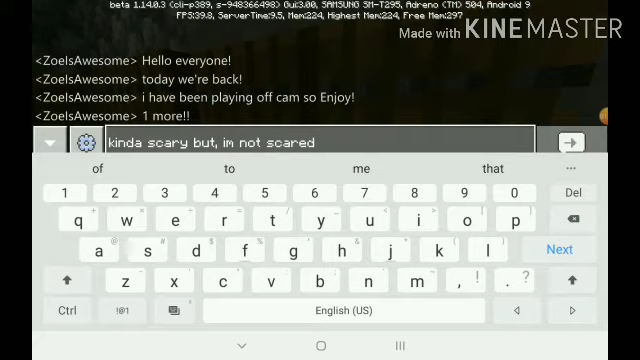 beta 1.14.0.3 (cli-p389, s-948366498) Gui:3.00, SAMSUNG SM-T295, Adreno (TM) 504, Android 9
FPS:39.8, ServerTime:9.5, Mem:224, Highest Mem:224, Free Mem:297
Made with KINEMASTER
<ZoeIsAwesome> Hello everyone!
<ZoeIsAwesome> today we're back!
<ZoeIsAwesome> i have been playing off cam so Enjoy!
<ZoeIsAwesome> 1 more!!
kinda scary but, im not scared
of to me that ...
1 2 3 4 5 6 7 8 9 0 Del
q w e r t y u i o p
a s d f g h j k l Next
z x c v b n m , ! . ?
Ctrl !@1 English (US)